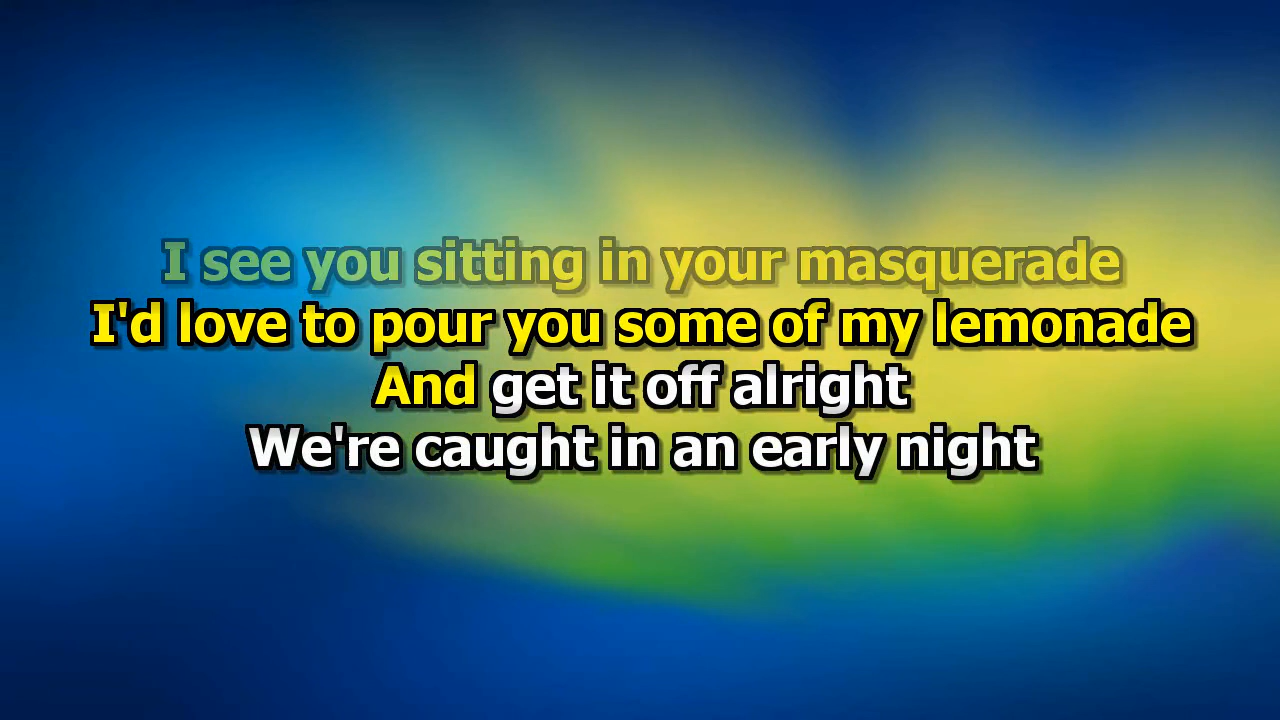 I see you sitting in your masquerade
I'd love to pour you some of my lemonade
And get it off alright
We're caught in an early night